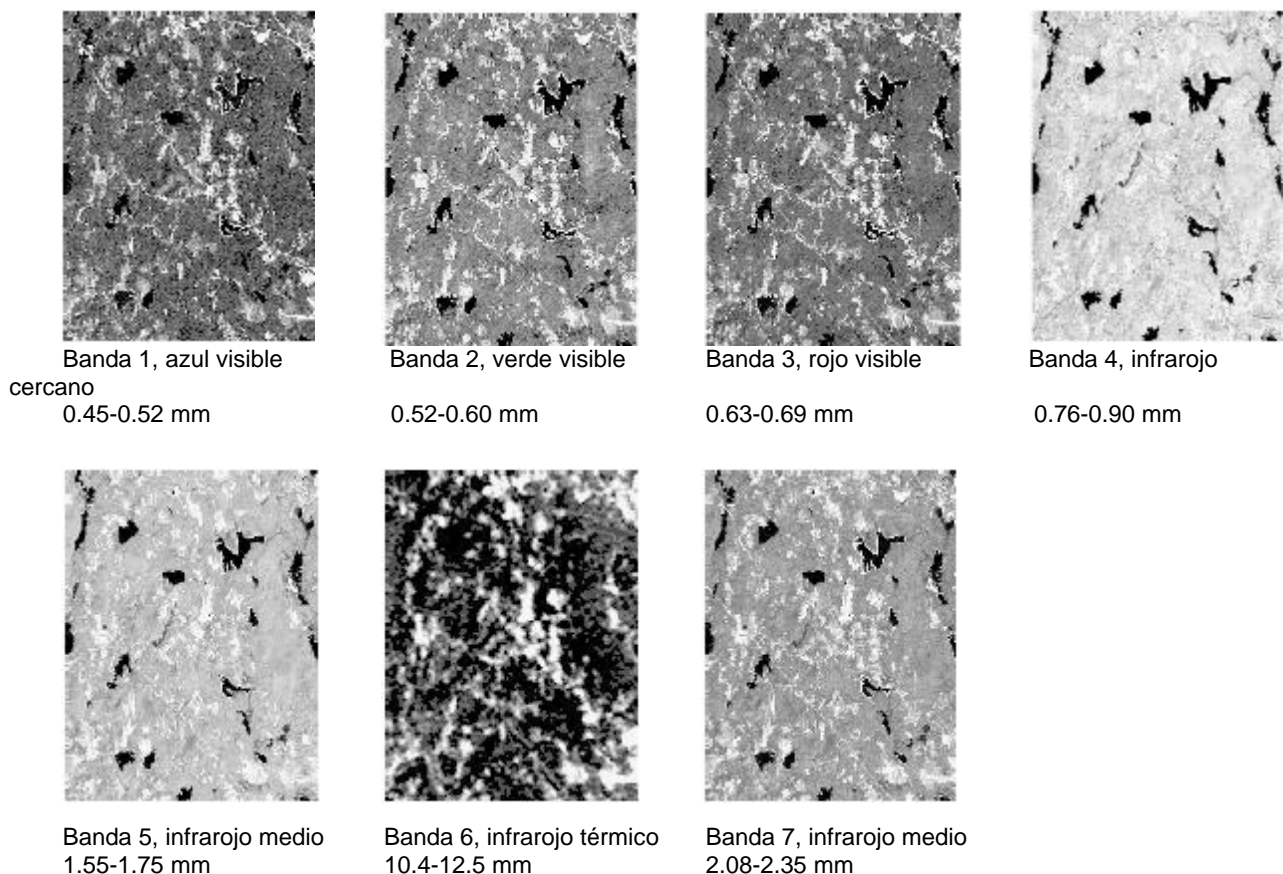 Banda 1, azul visible Banda 2, verde visible Banda 3, rojo visible Banda 4, infrarojo
cercano
0.45-0.52 mm 0.52-0.60 mm 0.63-0.69 mm 0.76-0.90 mm
Banda 5, infrarojo medio Banda 6, infrarojo térmico Banda 7, infrarojo medio
1.55-1.75 mm 10.4-12.5 mm 2.08-2.35 mm